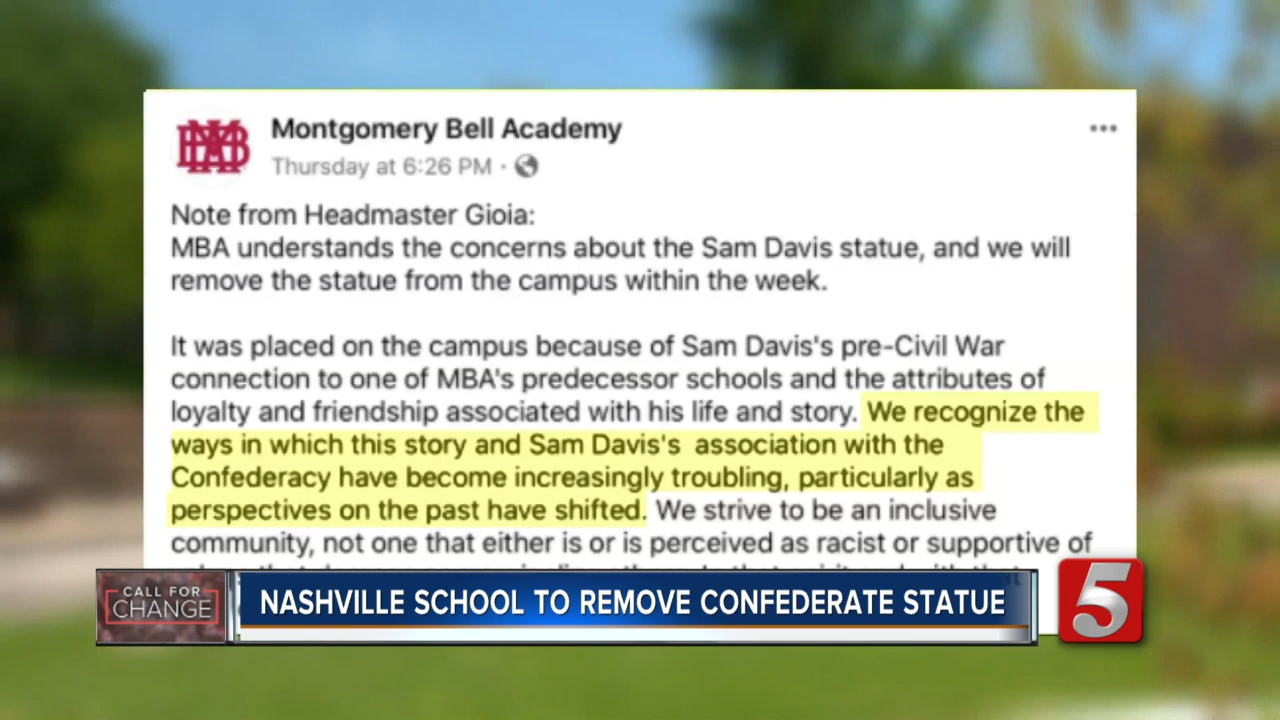 MBA
Montgomery Bell Academy
Thursday at 6:26 PM ·
Note from Headmaster Gioia:
MBA understands the concerns about the Sam Davis statue, and we will
remove the statue from the campus within the week.
It was placed on the campus because of Sam Davis's pre-Civil War
connection to one of MBA's predecessor schools and the attributes of
loyalty and friendship associated with his life and story. We recognize the
ways in which this story and Sam Davis's association with the
Confederacy have become increasingly troubling, particularly as
perspectives on the past have shifted. We strive to be an inclusive
community, not one that either is or is perceived as racist or supportive of
CALL FOR
CHANGE
NASHVILLE SCHOOL TO REMOVE CONFEDERATE STATUE
5